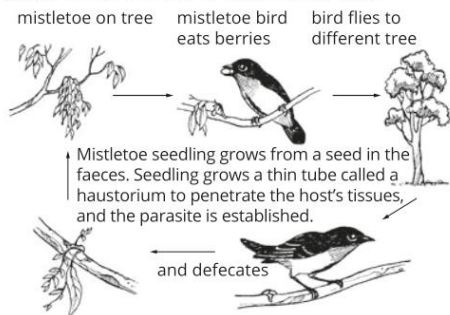 mistletoe on tree
mistletoe bird
eats berries
bird flies to
different tree
Mistletoe seedling grows from a seed in the
faeces. Seedling grows a thin tube called a
haustorium to penetrate the host's tissues,
and the parasite is established.
and defecates